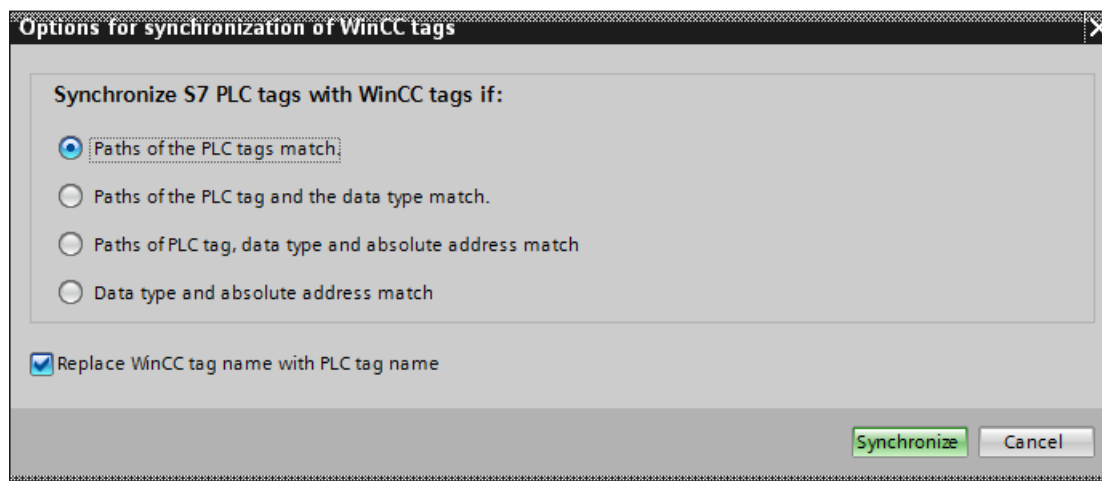 Options for synchronization of WinCC tags
Synchronize S7 PLC tags with WinCC tags if:
Paths of the PLC tags match.
Paths of the PLC tag and the data type match.
Paths of PLC tag, data type and absolute address match
Data type and absolute address match
Replace WinCC tag name with PLC tag name
Synchronize Cancel